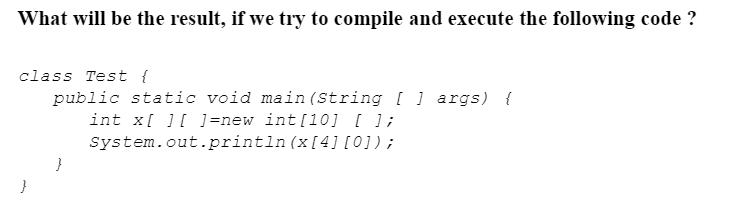 What will be the result, if we try to compile and execute the following code ?
class Test {
public static void main(String [ ] args) {
int x[ ][ ]=new int[10] [ ];
System.out.println(x[4][0]);
}
}